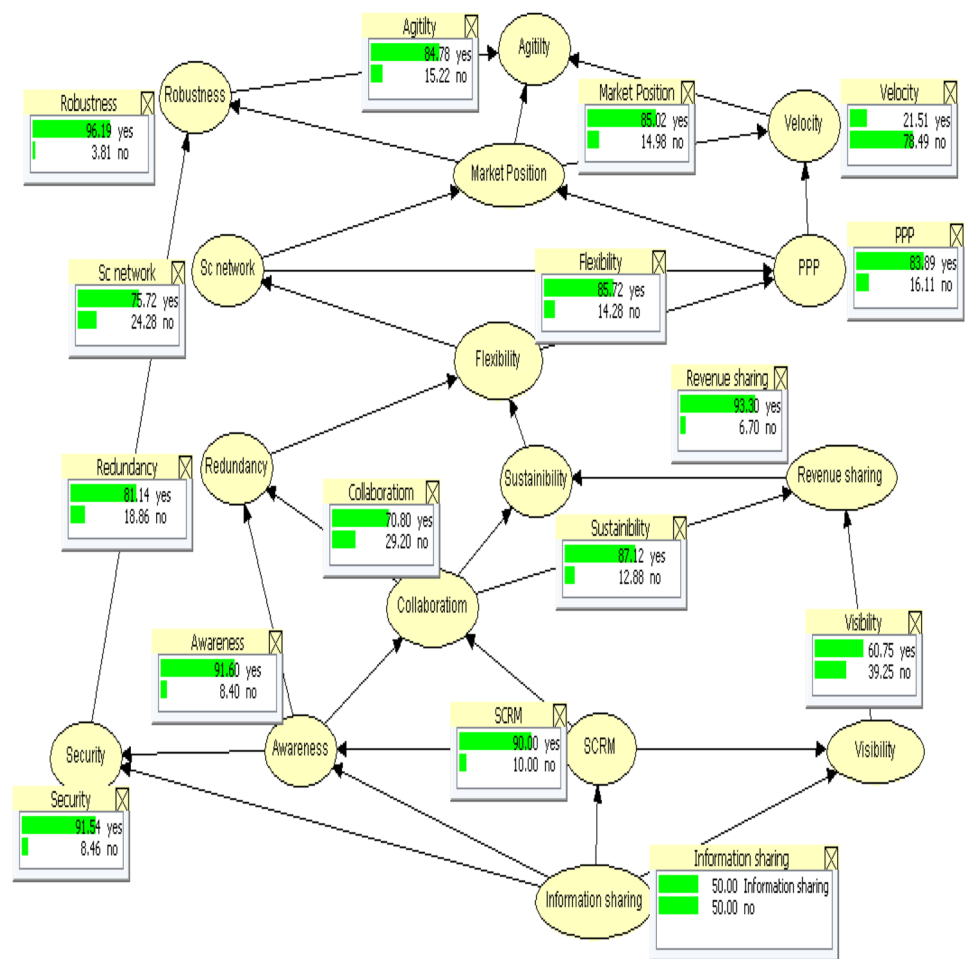 Agitilty
84.78 yes
15.22 no
Agitilty
Robustness
96.19 yes
3.81 no
Robustness
Market Position
85.02 yes
14.98 no
Velocity
Velocity
21.51 yes
78.49 no
Market Position
Sc network
75.72 yes
24.28 no
Sc network
Flexibility
85.72 yes
14.28 no
PPP
PPP
83.89 yes
16.11 no
Flexibility
Revenue sharing
93.30 yes
6.70 no
Redundancy
81.14 yes
18.86 no
Redundancy
Collaboratiom
70.80 yes
29.20 no
Sustainibility
Revenue sharing
Sustainibility
87.12 yes
12.88 no
Collaboratiom
Visibility
60.75 yes
39.25 no
Awareness
91.60 yes
8.40 no
Security
Awareness
SCRM
90.00 yes
10.00 no
SCRM
Visibility
Security
91.54 yes
8.46 no
Information sharing
Information sharing
50.00 Information sharing
50.00 no